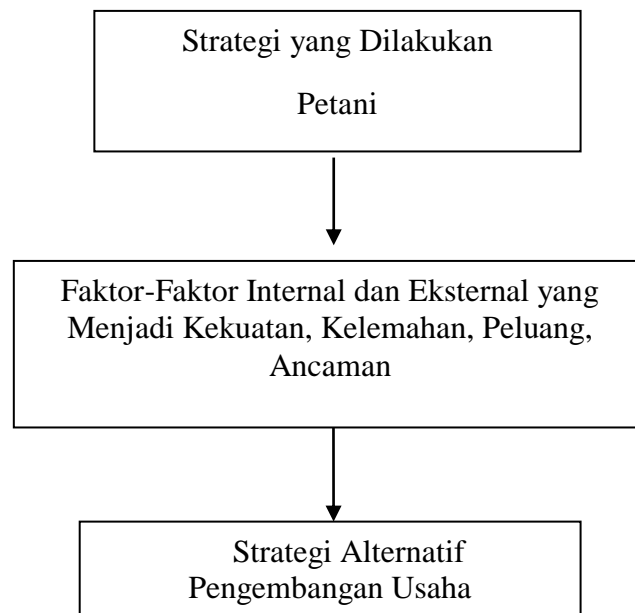 Strategi yang Dilakukan
Petani
Faktor-Faktor Internal dan Eksternal yang
Menjadi Kekuatan, Kelemahan, Peluang,
Ancaman
Strategi Alternatif
Pengembangan Usaha